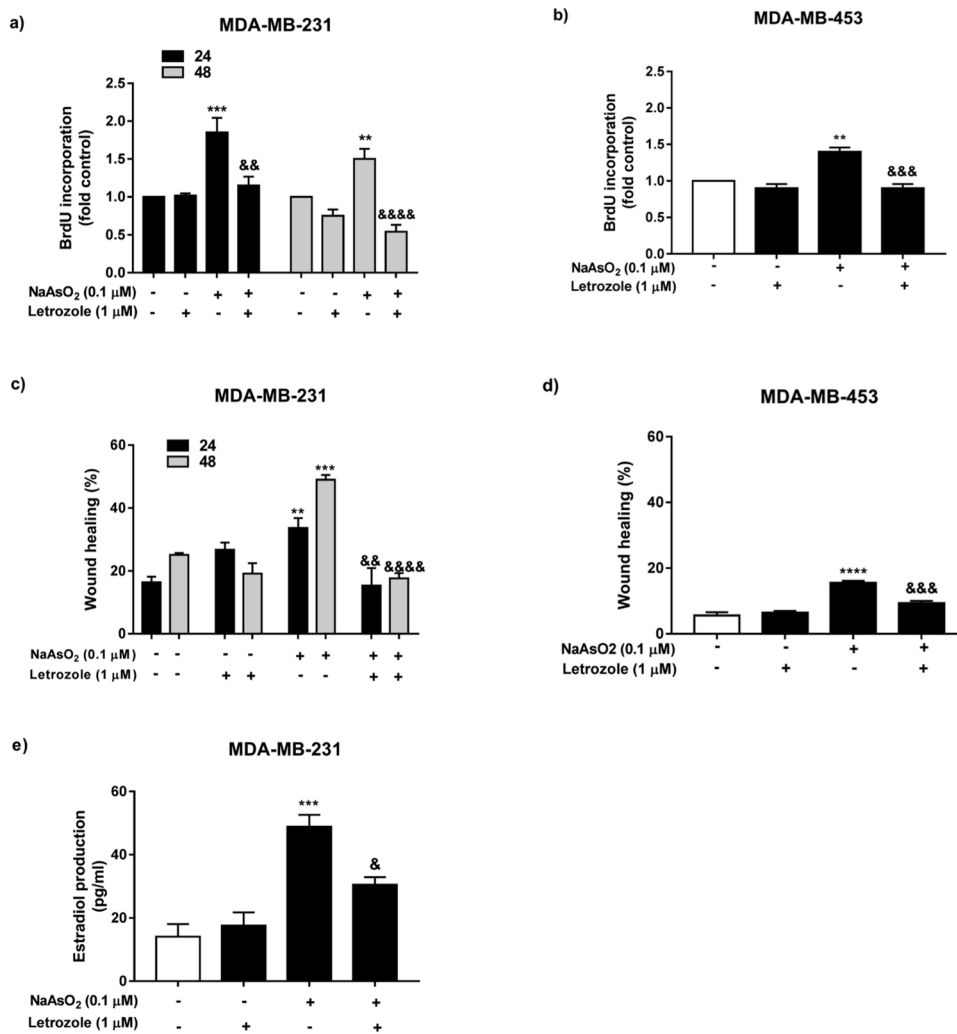 a)
MDA-MB-231
24
48
BrdU incorporation
(fold control)
2.5
2.0
1.5
1.0
0.5
0.0
***
&&
**
&&&&
NaAsO₂ (0.1 μM) - - + + - - + +
Letrozole (1 μM) - + - + - + - +
b)
MDA-MB-453
BrdU incorporation
(fold control)
2.5
2.0
1.5
1.0
0.5
0.0
**
&&&
NaAsO₂ (0.1 μM) - - + +
Letrozole (1 μM) - + - +
c)
MDA-MB-231
24
48
Wound healing (%)
60
40
20
0
**
***
&&
&&&&
NaAsO₂ (0.1 μM) - - - - + + + +
Letrozole (1 μM) - - + + - - + +
d)
MDA-MB-453
Wound healing (%)
60
40
20
0
****
&&&
NaAsO2 (0.1 μM) - - + +
Letrozole (1 μM) - + - +
e)
MDA-MB-231
Estradiol production
(pg/ml)
60
40
20
0
***
&
NaAsO₂ (0.1 μM) - - + +
Letrozole (1 μM) - + - +